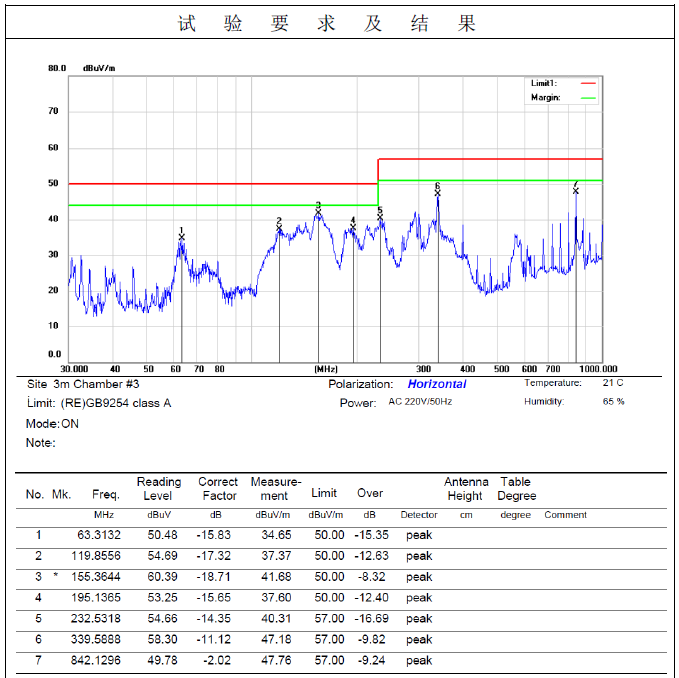 试 验 要 求 及 结 果
80.0 dBuV/m
Limit1:
Margin:
70
60
50
40
30
20
10
0.0
1
2
3
4
5
6
7
30.000 40 50 60 70 80 (MHz) 300 400 500 600 700 1000.000
Site 3m Chamber #3 Polarization: Horizontal Temperature: 21 C
Limit: (RE)GB9254 class A Power: AC 220V/50Hz Humidity: 65 %
Mode:ON
Note:
No. Mk. Freq. Reading Level Correct Factor Measure-ment Limit Over Antenna Height Table Degree
MHz dBuV dB dBuV/m dBuV/m dB Detector cm degree Comment
1 63.3132 50.48 -15.83 34.65 50.00 -15.35 peak
2 119.8556 54.69 -17.32 37.37 50.00 -12.63 peak
3 * 155.3644 60.39 -18.71 41.68 50.00 -8.32 peak
4 195.1365 53.25 -15.65 37.60 50.00 -12.40 peak
5 232.5318 54.66 -14.35 40.31 57.00 -16.69 peak
6 339.5888 58.30 -11.12 47.18 57.00 -9.82 peak
7 842.1296 49.78 -2.02 47.76 57.00 -9.24 peak